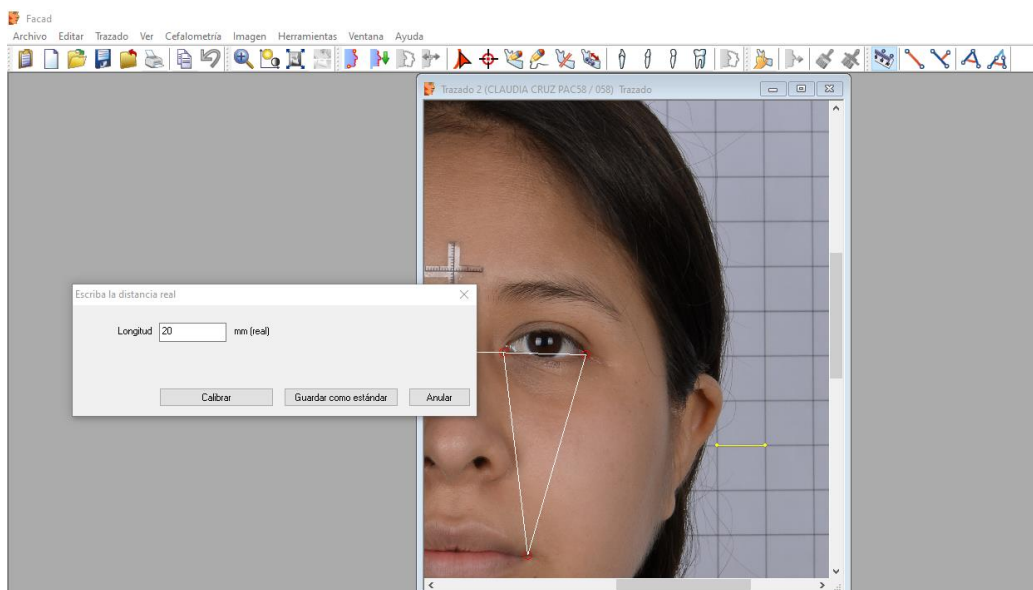 Facad
Archivo Editar Trazado Ver Cefalometría Imagen Herramientas Ventana Ayuda
Trazado 2 (CLAUDIA CRUZ PAC58 / 058) Trazado
Escriba la distancia real
Longitud 20 mm (real)
Calibrar Guardar como estándar Anular